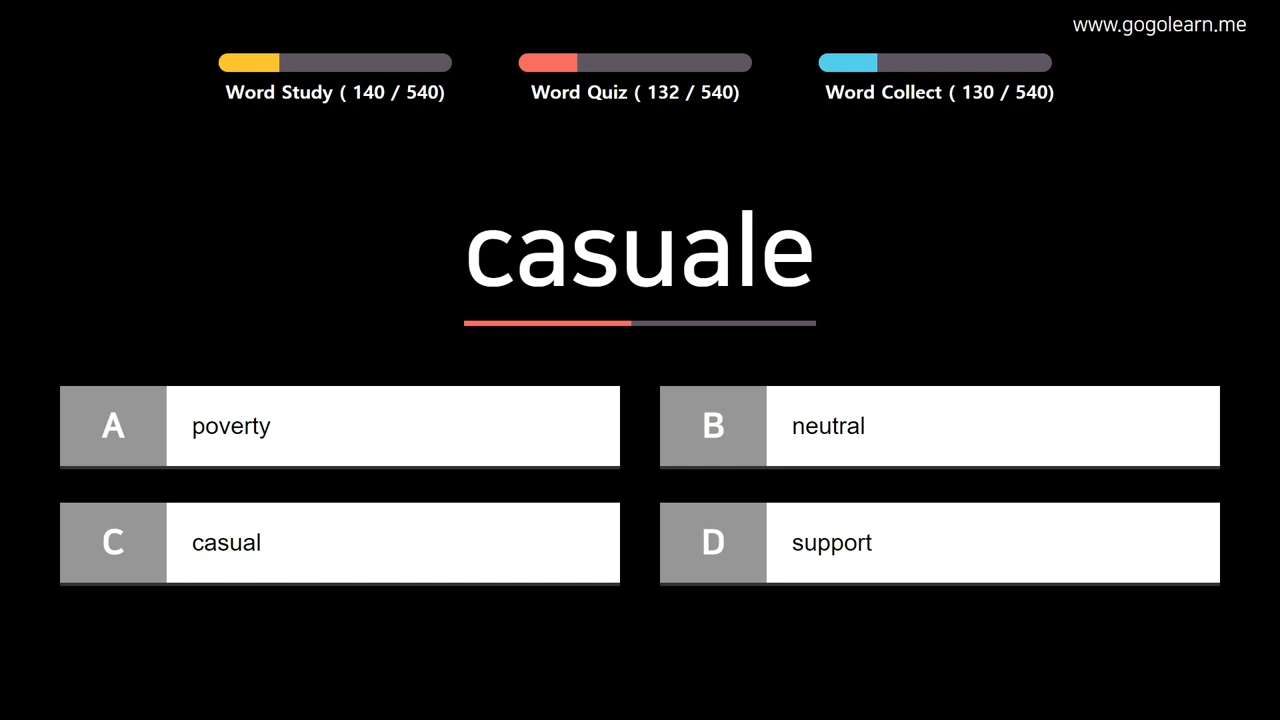 www.gogolearn.me
Word Study ( 140 / 540)
Word Quiz ( 132 / 540)
Word Collect ( 130 / 540)
casuale
A poverty
B neutral
C casual
D support